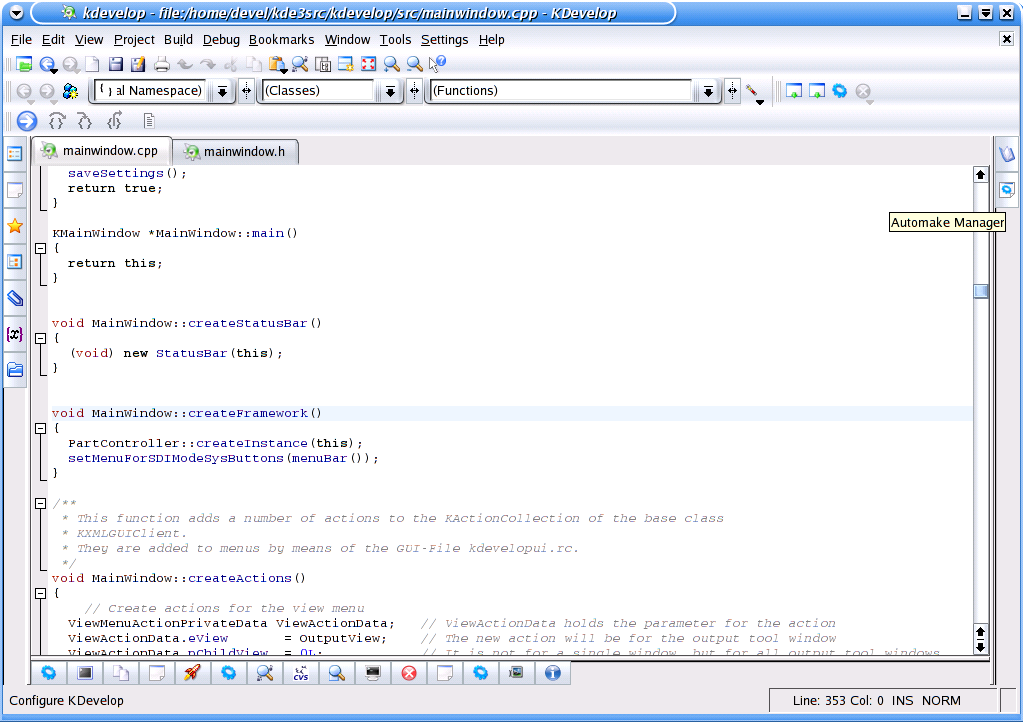 kdevelop - file:/home/devel/kde3src/kdevelop/src/mainwindow.cpp - KDevelop
File Edit View Project Build Debug Bookmarks Window Tools Settings Help
al Namespace) (Classes) (Functions)
mainwindow.cpp mainwindow.h
saveSettings();
return true;
}
Automake Manager
KMainWindow *MainWindow::main()
{
return this;
}
void MainWindow::createStatusBar()
{
(void) new StatusBar(this);
}
void MainWindow::createFramework()
{
PartController::createInstance(this);
setMenuForSDIModeSysButtons(menuBar());
}
/**
* This function adds a number of actions to the KActionCollection of the base class
* KXMLGUIClient.
* They are added to menus by means of the GUI-File kdevelopui.rc.
*/
void MainWindow::createActions()
{
// Create actions for the view menu
ViewMenuActionPrivateData ViewActionData; // ViewActionData holds the parameter for the action
ViewActionData.eView = OutputView; // The new action will be for the output tool window
ViewActionData.pChildView = 0L; // It is not for a single window, but for all output tool windows
CVS
Configure KDevelop Line: 353 Col: 0 INS NORM